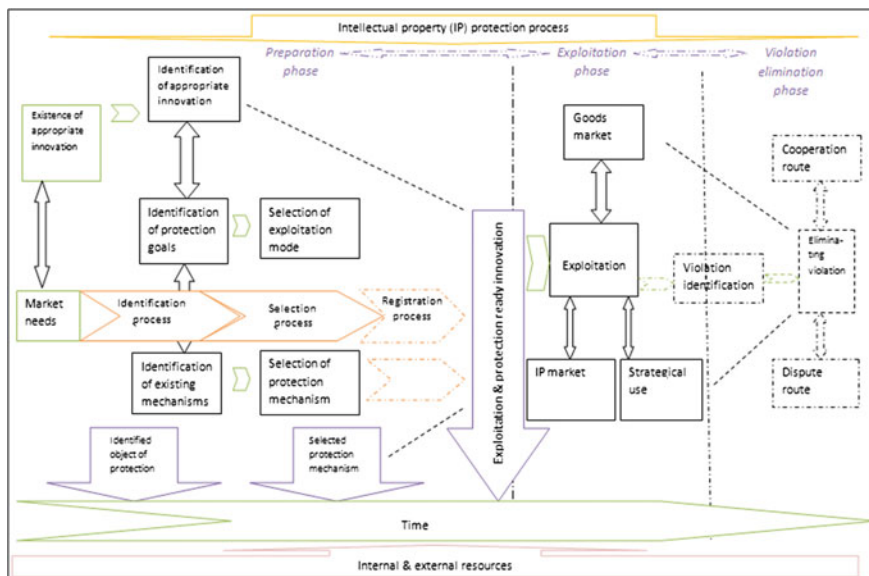 Intellectual property (IP) protection process
Preparation
phase
Exploitation
phase
Violation
elimination
phase
Identification
of appropriate
innovation
Existence of
appropriate
innovation
Goods
market
Cooperation
route
Identification
of protection
goals
Selection of
exploitation
mode
Exploitation
Violation
identification
Elimina-
ting
violation
Market
needs
Identification
process
Selection
process
Registration
process
Exploitation & protection ready innovation
Identification
of existing
mechanisms
Selection of
protection
mechanism
IP market
Strategical
use
Dispute
route
Identified
object of
protection
Selected
protection
mechanism
Time
Internal & external resources